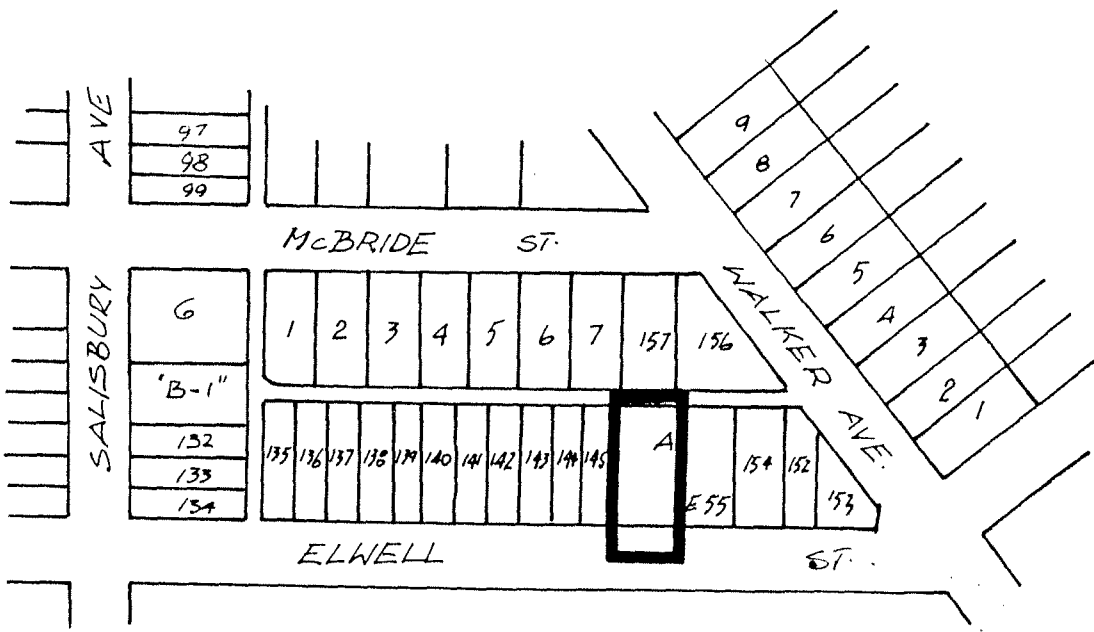 SALISBURY AVE
97
98
99
McBRIDE ST.
WALKER AVE.
9
8
7
6
5
4
3
2
1
6
"B-1"
132
133
134
1 2 3 4 5 6 7 157 156
135 136 137 138 139 140 141 142 143 144 145 A E 55 154 152 153
ELWELL ST.